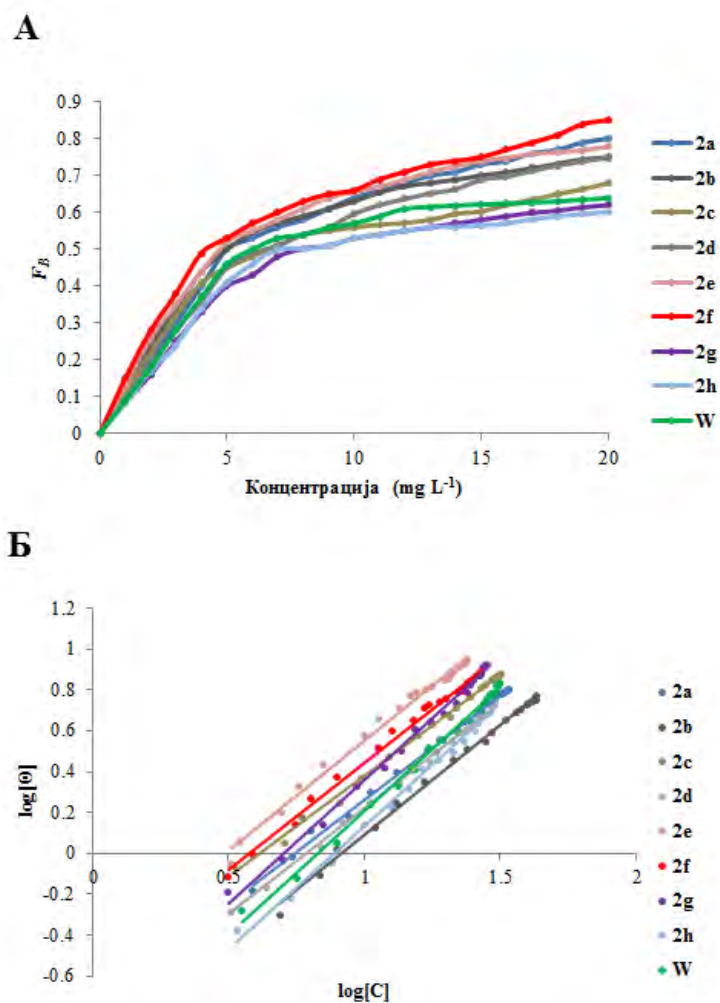 А
0.9
0.8
0.7
0.6
0.5
0.4
0.3
0.2
0.1
0
F_B
0 5 10 15 20
Концентрација (mg L⁻¹)
2a
2b
2c
2d
2e
2f
2g
2h
W
Б
1.2
1
0.8
0.6
0.4
0.2
0
-0.2
-0.4
-0.6
log[Θ]
0 0.5 1 1.5 2
log[C]
2a
2b
2c
2d
2e
2f
2g
2h
W